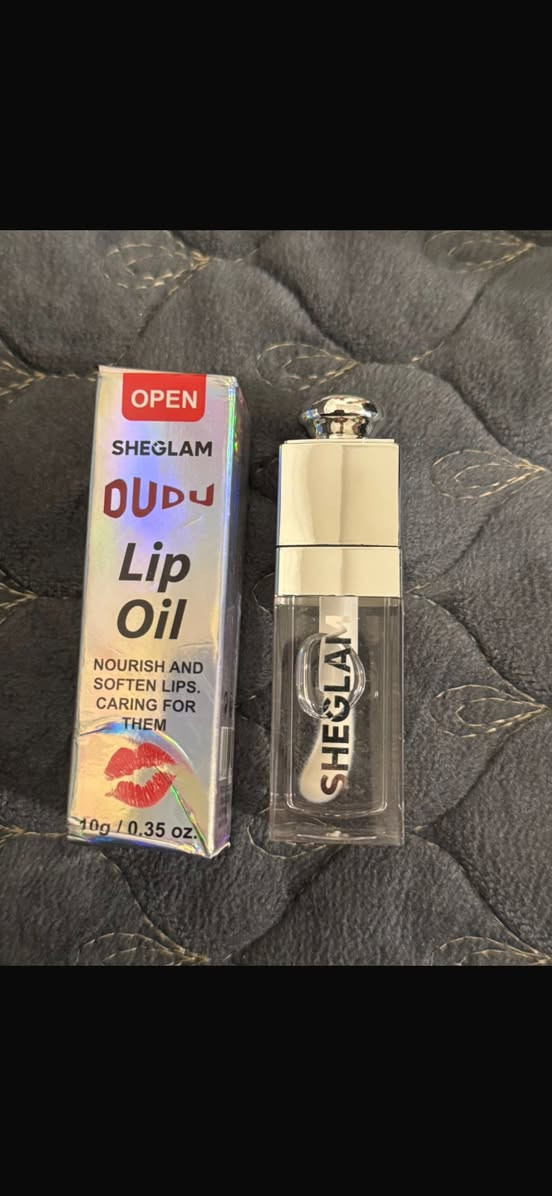 OPEN
SHEGLAM
DUDU
Lip
Oil
NOURISH AND
SOFTEN LIPS.
CARING FOR
THEM
10g / 0.35 oz.
SHEGLAM